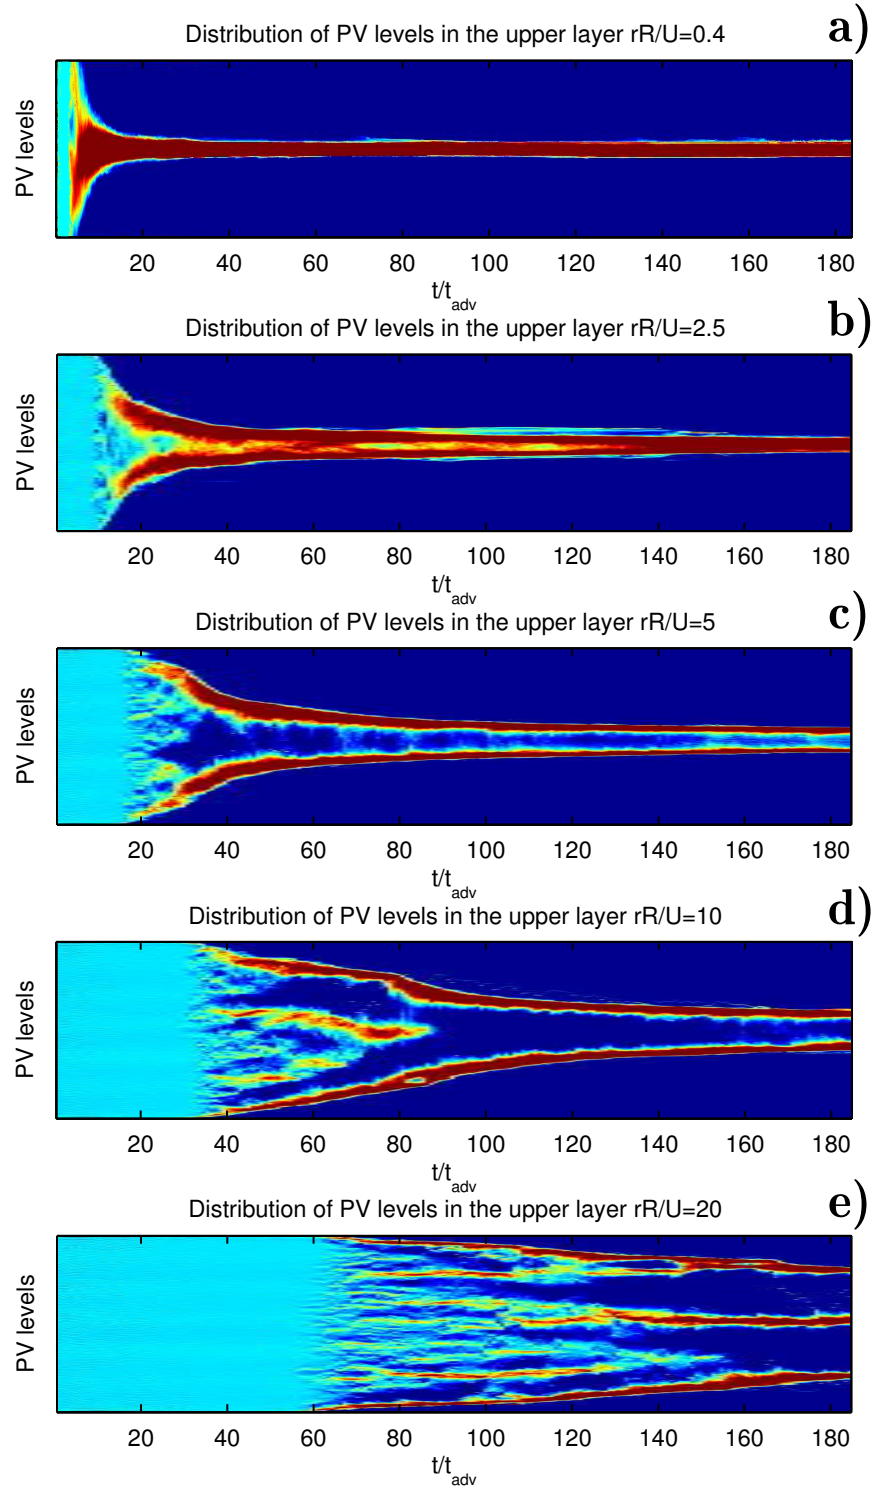 a)
Distribution of PV levels in the upper layer rR/U=0.4
PV levels
20 40 60 80 100 120 140 160 180
t/t_adv
b)
Distribution of PV levels in the upper layer rR/U=2.5
PV levels
20 40 60 80 100 120 140 160 180
t/t_adv
c)
Distribution of PV levels in the upper layer rR/U=5
PV levels
20 40 60 80 100 120 140 160 180
t/t_adv
d)
Distribution of PV levels in the upper layer rR/U=10
PV levels
20 40 60 80 100 120 140 160 180
t/t_adv
e)
Distribution of PV levels in the upper layer rR/U=20
PV levels
20 40 60 80 100 120 140 160 180
t/t_adv